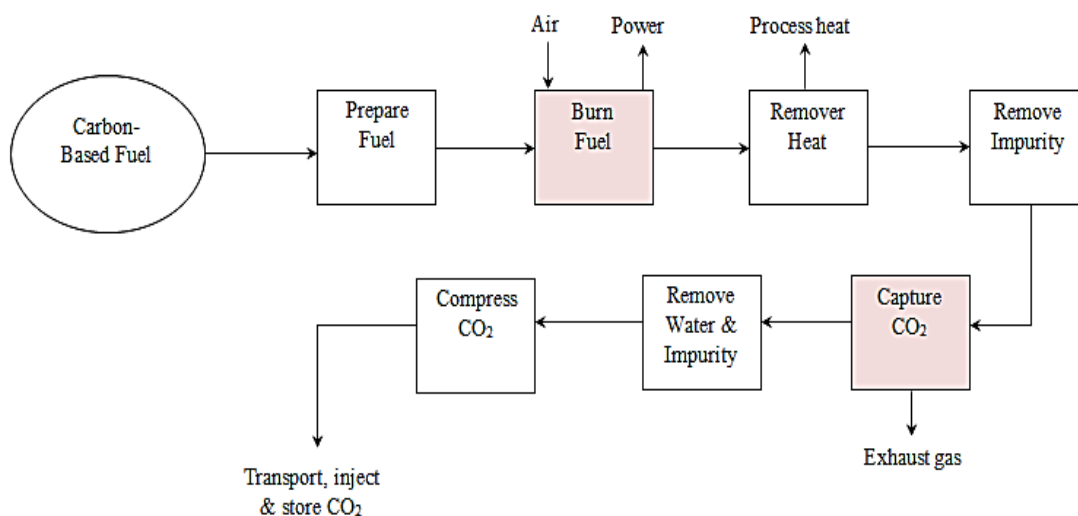 Air
Power
Process heat
Carbon-
Based Fuel
Prepare
Fuel
Burn
Fuel
Remover
Heat
Remove
Impurity
Compress
CO₂
Remove
Water &
Impurity
Capture
CO₂
Exhaust gas
Transport, inject
& store CO₂